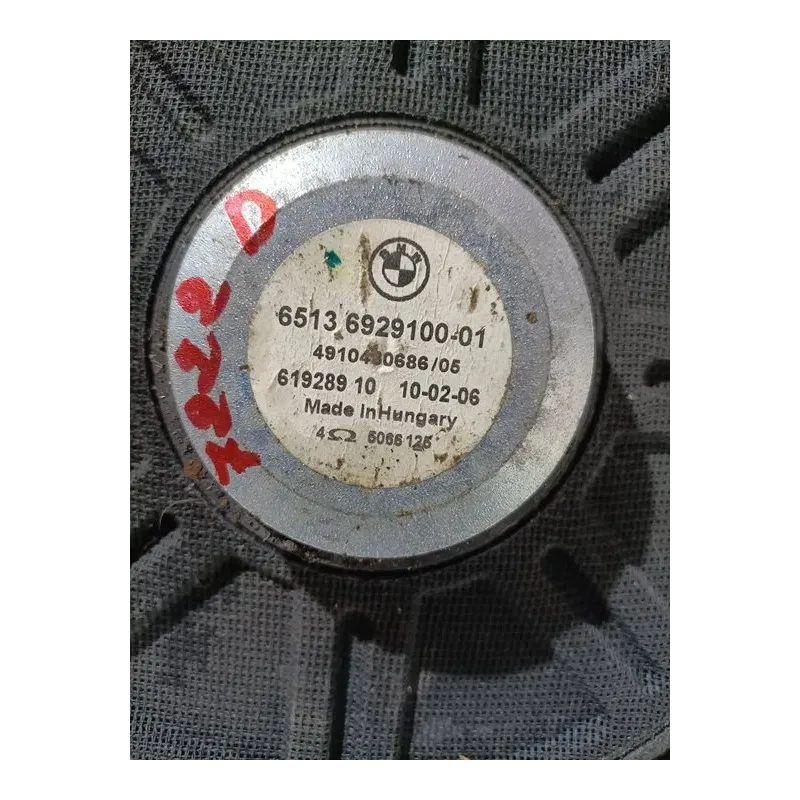 BMW
6513 6929100-01
4910430686/05
619289 10 10-02-06
Made in Hungary
4Ω 5066125
D